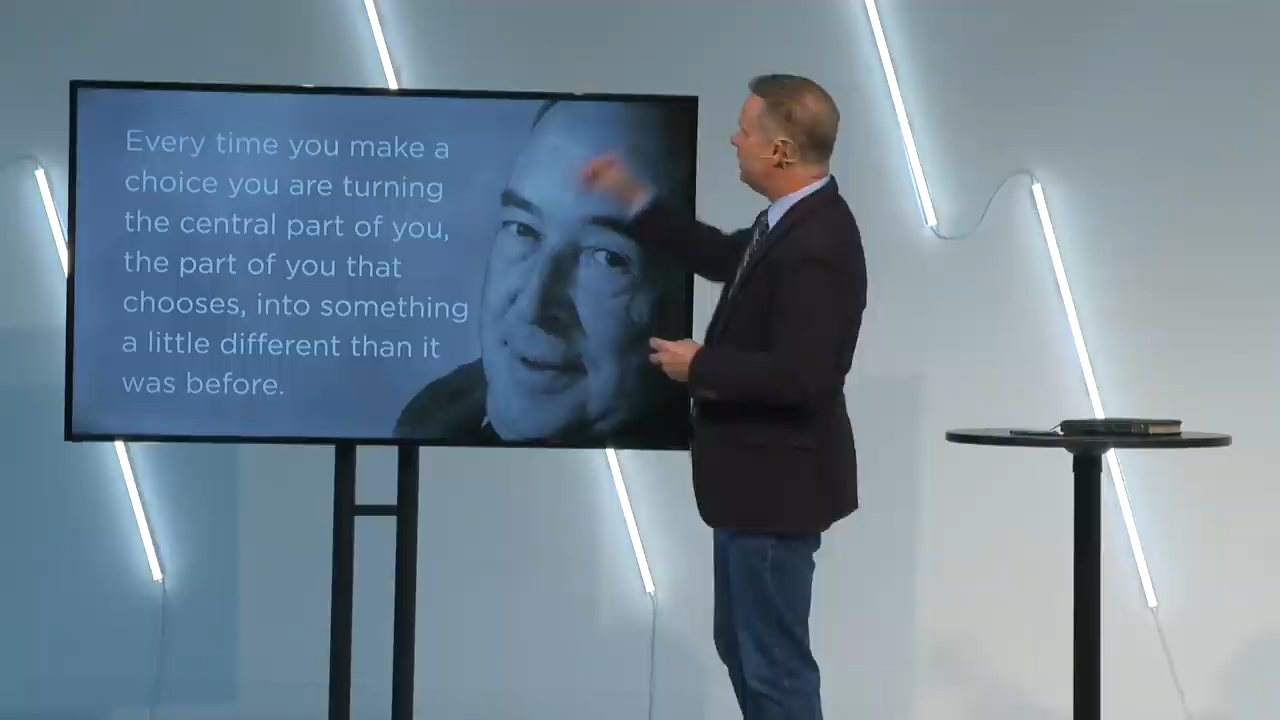 Every time you make a
choice you are turning
the central part of you,
the part of you that
chooses, into something
a little different than it
was before.